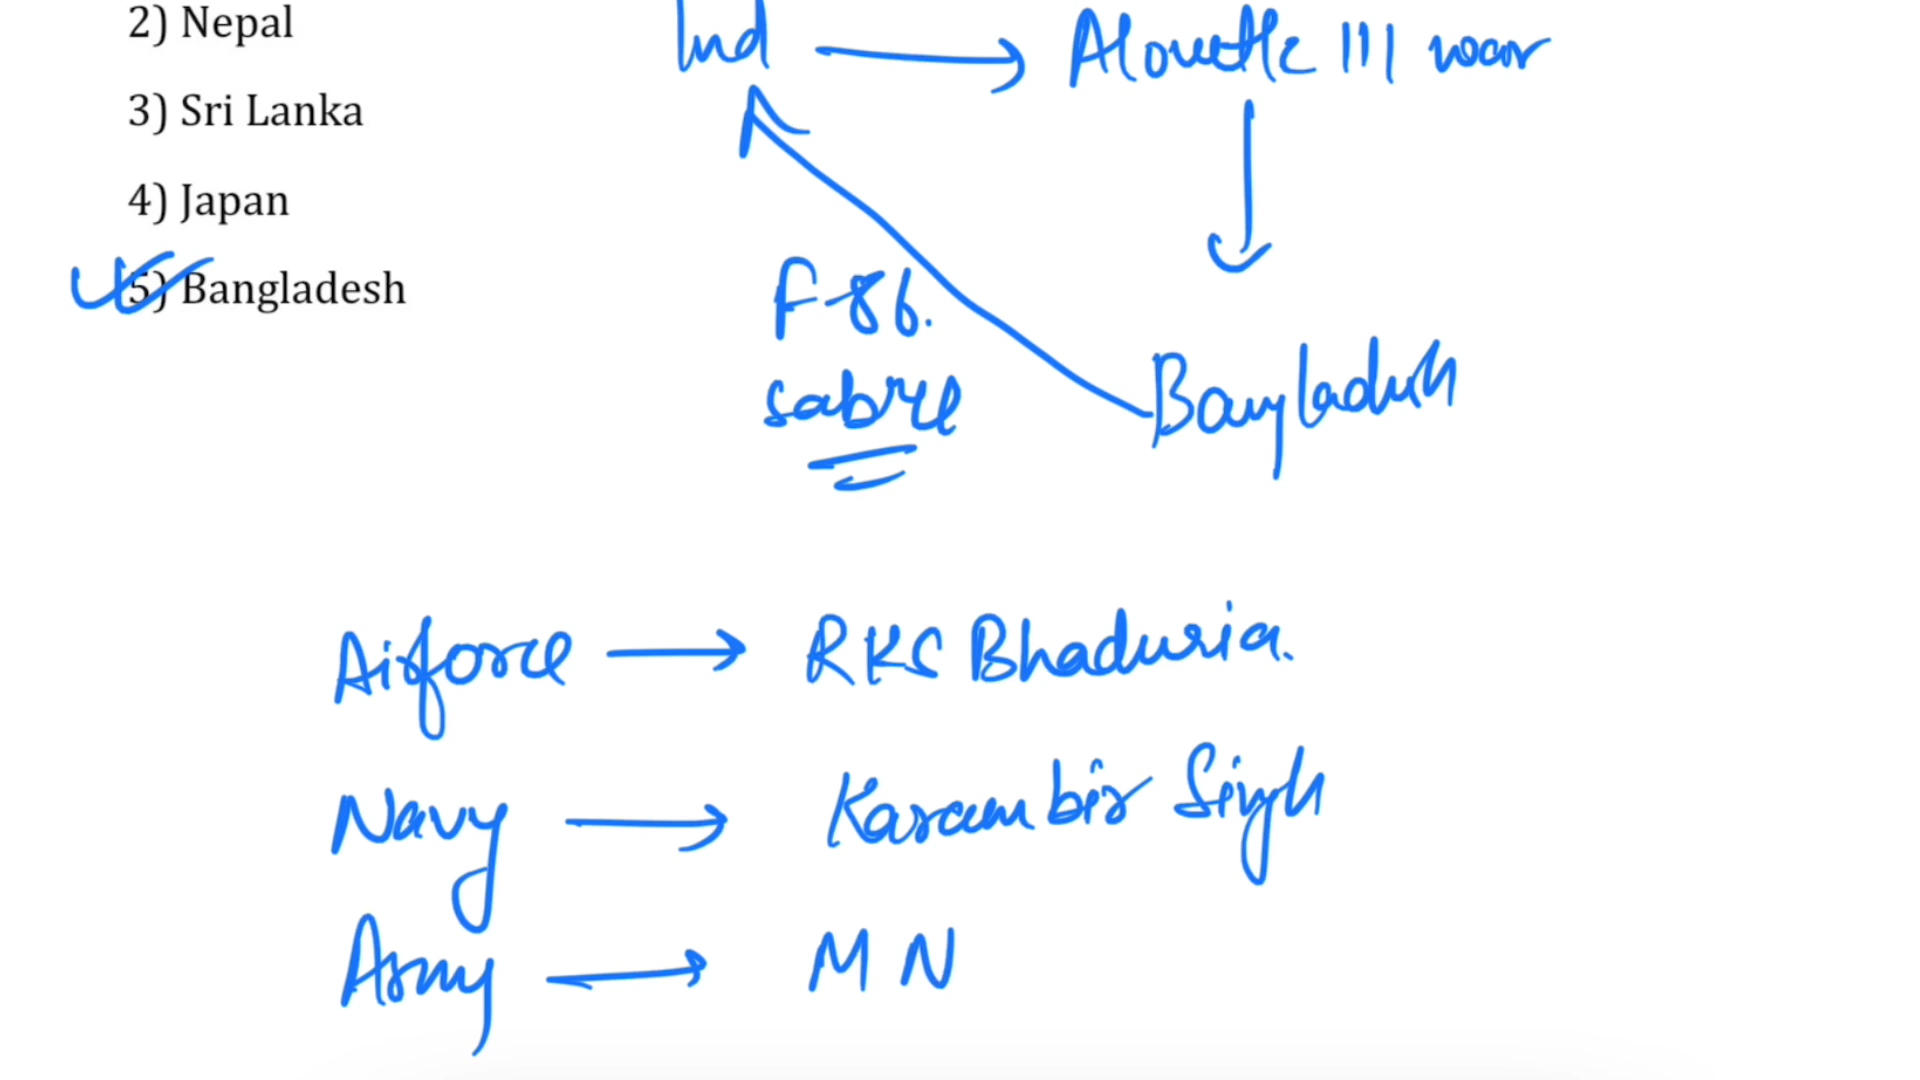 2) Nepal
3) Sri Lanka
4) Japan
5) Bangladesh
Ind → Alouette III war
F-86.
sabre
Bangladesh
Airforce → RKS Bhaduria.
Navy → Karambir Singh
Army → M N